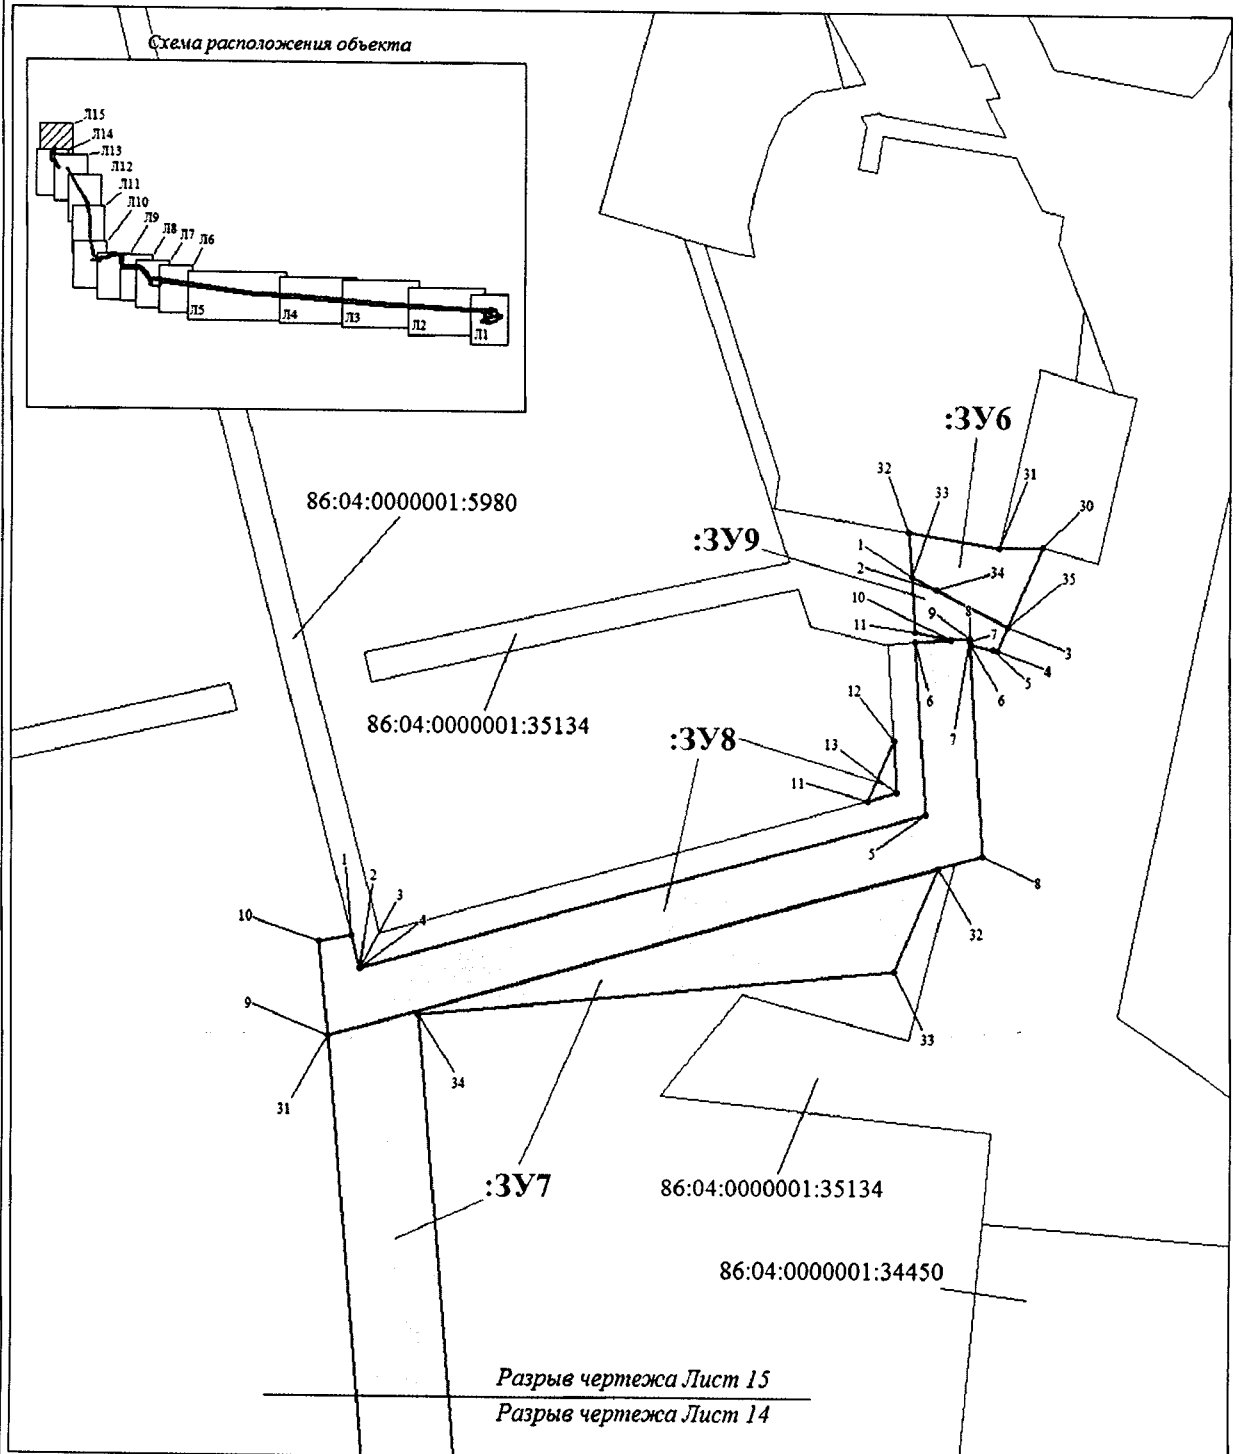 Схема расположения объекта
Л15
Л14
Л13
Л12
Л11
Л10
Л9
Л8
Л7
Л6
Л5
Л4
Л3
Л2
Л1
:ЗУ6
32
33
31
30
86:04:0000001:5980
:ЗУ9
1
2
34
35
10
9
8
11
7
3
4
5
6
6
7
12
86:04:0000001:35134
:ЗУ8
13
11
5
8
1
2
3
4
10
32
9
33
34
31
:ЗУ7
86:04:0000001:35134
86:04:0000001:34450
Разрыв чертежа Лист 15
Разрыв чертежа Лист 14